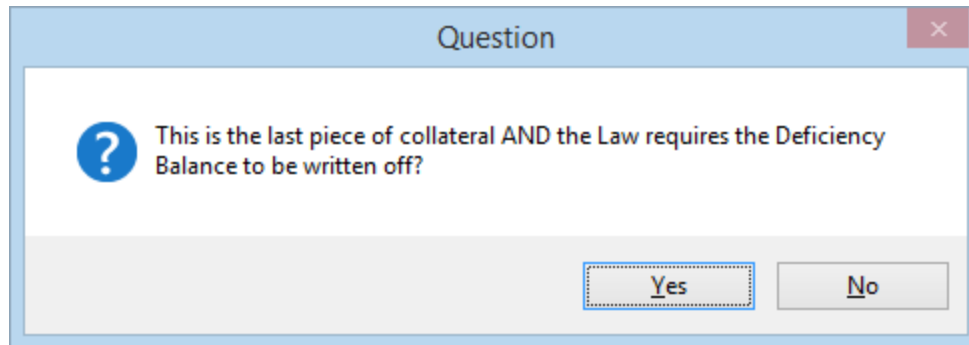 Question
This is the last piece of collateral AND the Law requires the Deficiency
Balance to be written off?
Yes
No